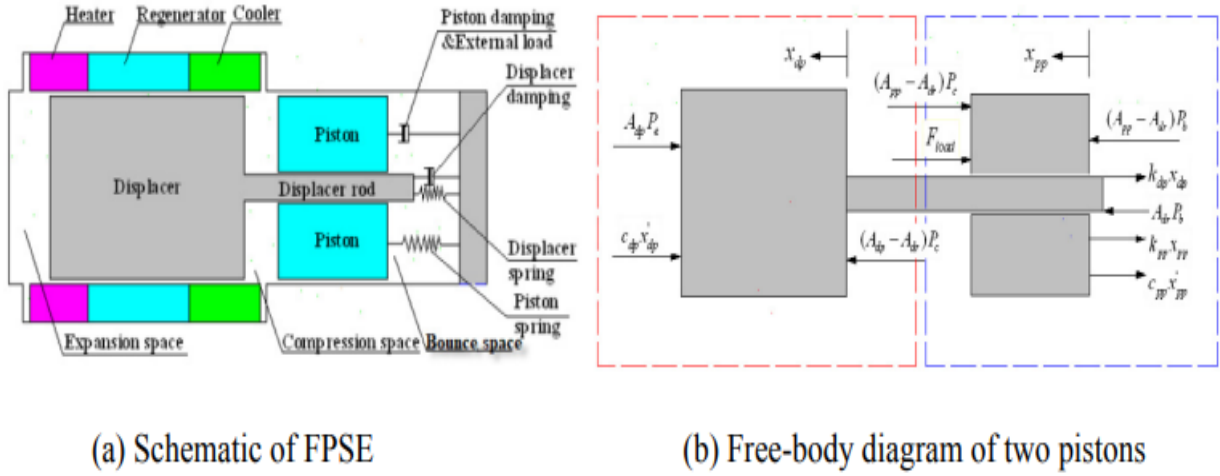 Heater
Regenerator
Cooler
Piston damping
&External load
Displacer
damping
Piston
Displacer
Displacer rod
Piston
Displacer
spring
Piston
spring
Expansion space
Compression space
Bounce space
x_dp
x_pp
(A_pp − A_dr)P_c
A_dp P_e
(A_pp − A_dr)P_b
F_load
k_dp x_dp
A_dr P_b
c_dp ẋ_dp
(A_dp − A_dr)P_c
k_pp x_pp
c_pp ẋ_pp
(a) Schematic of FPSE
(b) Free-body diagram of two pistons